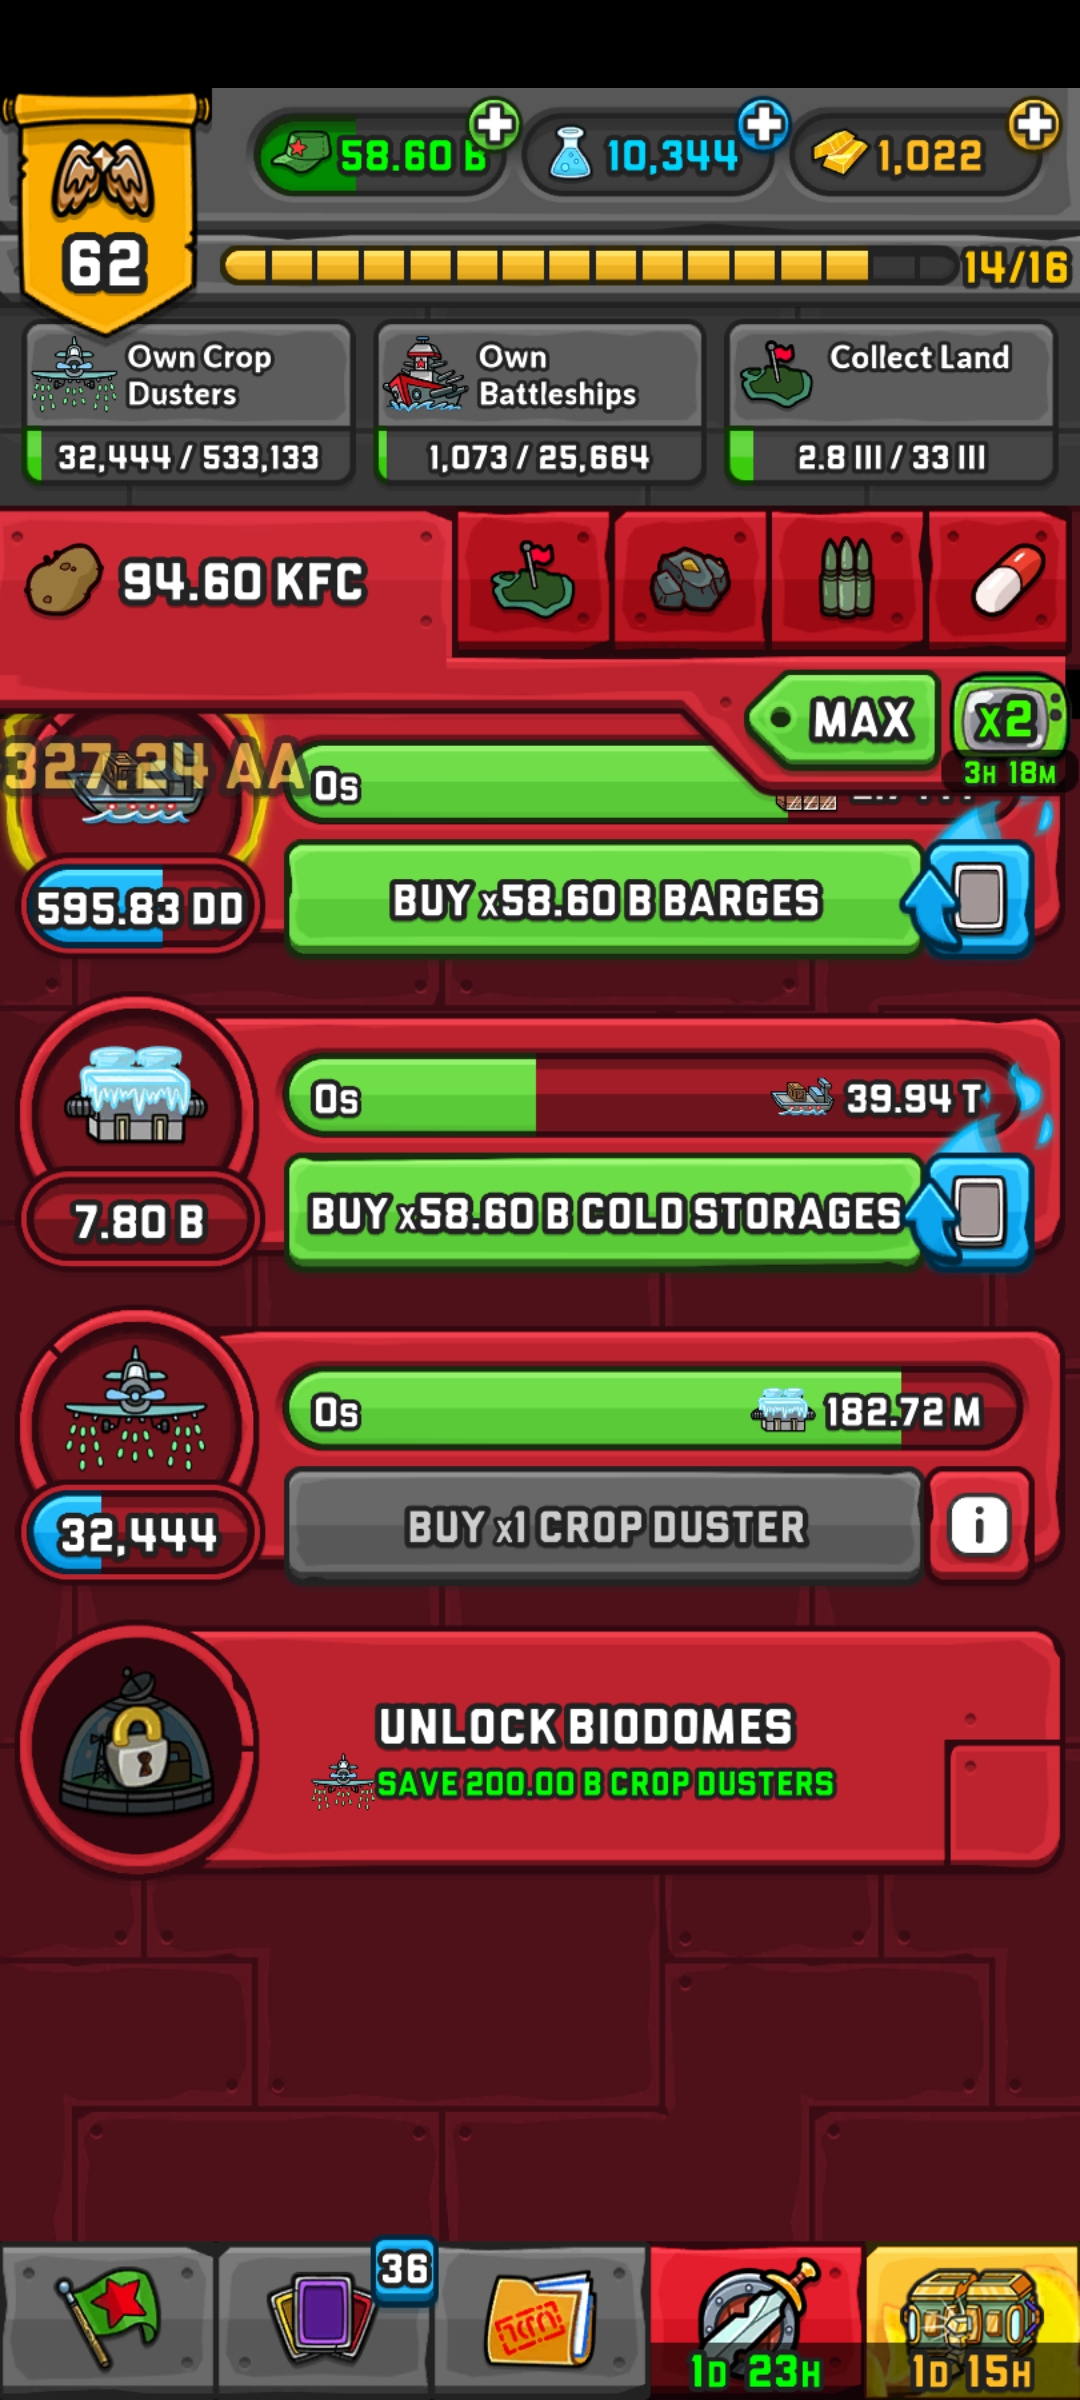 58.60 B
10,344
1,022
62
14/16
Own Crop
Dusters
32,444 / 533,133
Own
Battleships
1,073 / 25,664
Collect Land
2.8 III / 33 III
94.60 KFC
MAX
x2
3H 18M
327.24 AA
0s
595.83 DD
BUY x58.60 B BARGES
0s
39.94 T
7.80 B
BUY x58.60 B COLD STORAGES
0s
182.72 M
32,444
BUY x1 CROP DUSTER
i
UNLOCK BIODOMES
SAVE 200.00 B CROP DUSTERS
36
1D 23H
1D 15H